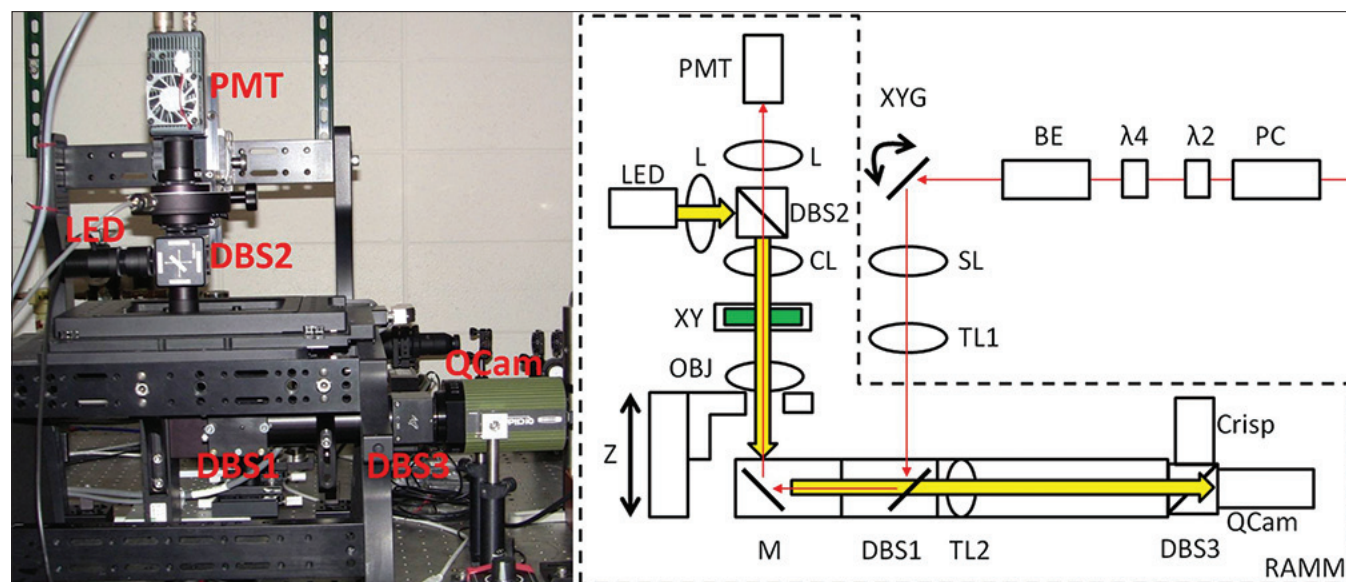 PMT
LED
DBS2
QCam
DBS1
DBS3
PMT
XYG
BE
λ4
λ2
PC
L
L
LED
DBS2
CL
SL
XY
TL1
OBJ
Z
Crisp
QCam
M
DBS1
TL2
DBS3
RAMM